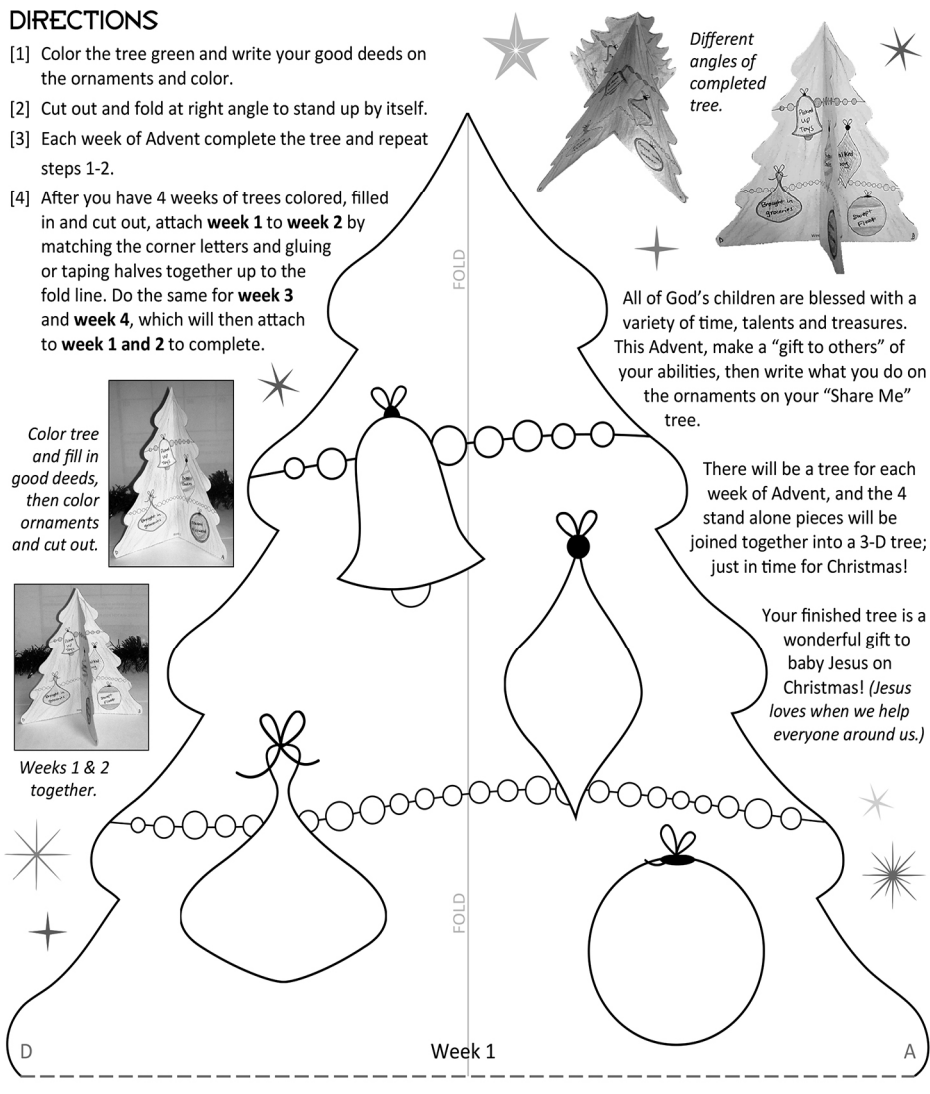 DIRECTIONS
[1] Color the tree green and write your good deeds on
the ornaments and color.
[2] Cut out and fold at right angle to stand up by itself.
[3] Each week of Advent complete the tree and repeat
steps 1-2.
[4] After you have 4 weeks of trees colored, filled
in and cut out, attach week 1 to week 2 by
matching the corner letters and gluing
or taping halves together up to the
fold line. Do the same for week 3
and week 4, which will then attach
to week 1 and 2 to complete.
Different
angles of
completed
tree.
Picked
up
Toys
Brought in
groceries
Swept
Floor
All of God's children are blessed with a
variety of time, talents and treasures.
This Advent, make a "gift to others" of
your abilities, then write what you do on
the ornaments on your "Share Me"
tree.
There will be a tree for each
week of Advent, and the 4
stand alone pieces will be
joined together into a 3-D tree;
just in time for Christmas!
Your finished tree is a
wonderful gift to
baby Jesus on
Christmas! (Jesus
loves when we help
everyone around us.)
Color tree
and fill in
good deeds,
then color
ornaments
and cut out.
Weeks 1 & 2
together.
FOLD
FOLD
D
Week 1
A